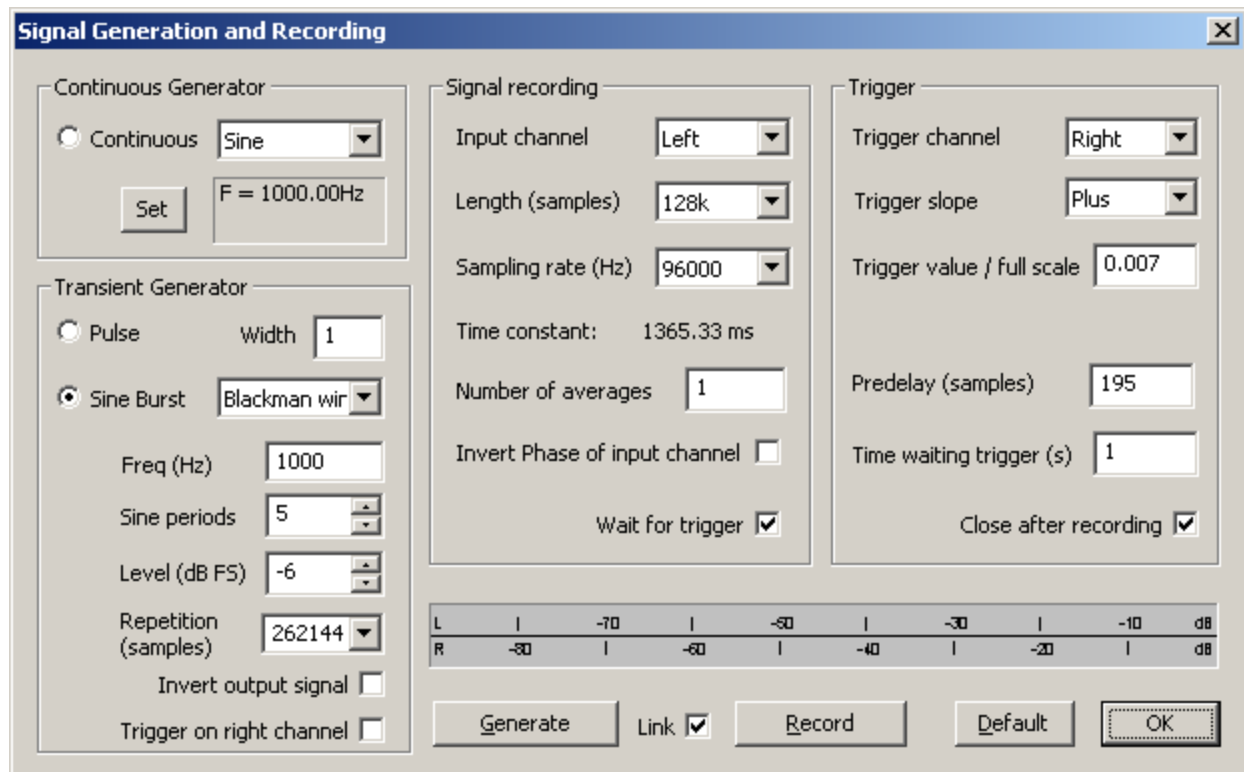 Signal Generation and Recording
Continuous Generator
Continuous Sine
Set F = 1000.00Hz
Transient Generator
Pulse Width 1
Sine Burst Blackman wir
Freq (Hz) 1000
Sine periods 5
Level (dB FS) -6
Repetition
(samples) 262144
Invert output signal
Trigger on right channel
Signal recording
Input channel Left
Length (samples) 128k
Sampling rate (Hz) 96000
Time constant: 1365.33 ms
Number of averages 1
Invert Phase of input channel
Wait for trigger
Trigger
Trigger channel Right
Trigger slope Plus
Trigger value / full scale 0.007
Predelay (samples) 195
Time waiting trigger (s) 1
Close after recording
L | -70 | -50 | -30 | -10 dB
R -80 | -60 | -40 | -20 | dB
Generate Link Record Default OK